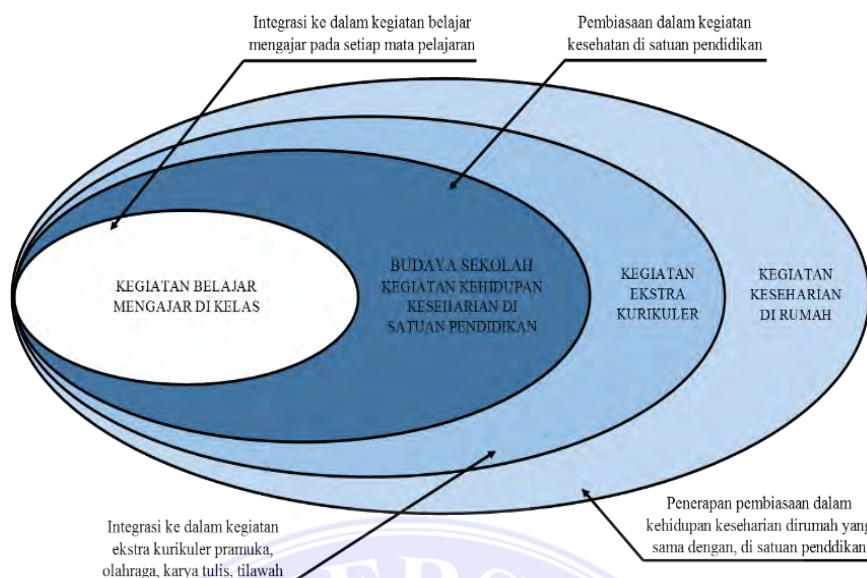 Integrasi ke dalam kegiatan belajar
mengajar pada setiap mata pelajaran
Pembiasaan dalam kegiatan
kesehatan di satuan pendidikan
KEGIATAN BELAJAR
MENGAJAR DI KELAS
BUDAYA SEKOLAH
KEGIATAN KEHIDUPAN
KESEHARIAN DI
SATUAN PENDIDIKAN
KEGIATAN
EKSTRA
KURIKULER
KEGIATAN
KESEHARIAN
DI RUMAH
Integrasi ke dalam kegiatan
ekstra kurikuler pramuka,
olahraga, karya tulis, tilawah
Penerapan pembiasaan dalam
kehidupan keseharian dirumah yang
sama dengan, di satuan penddikan